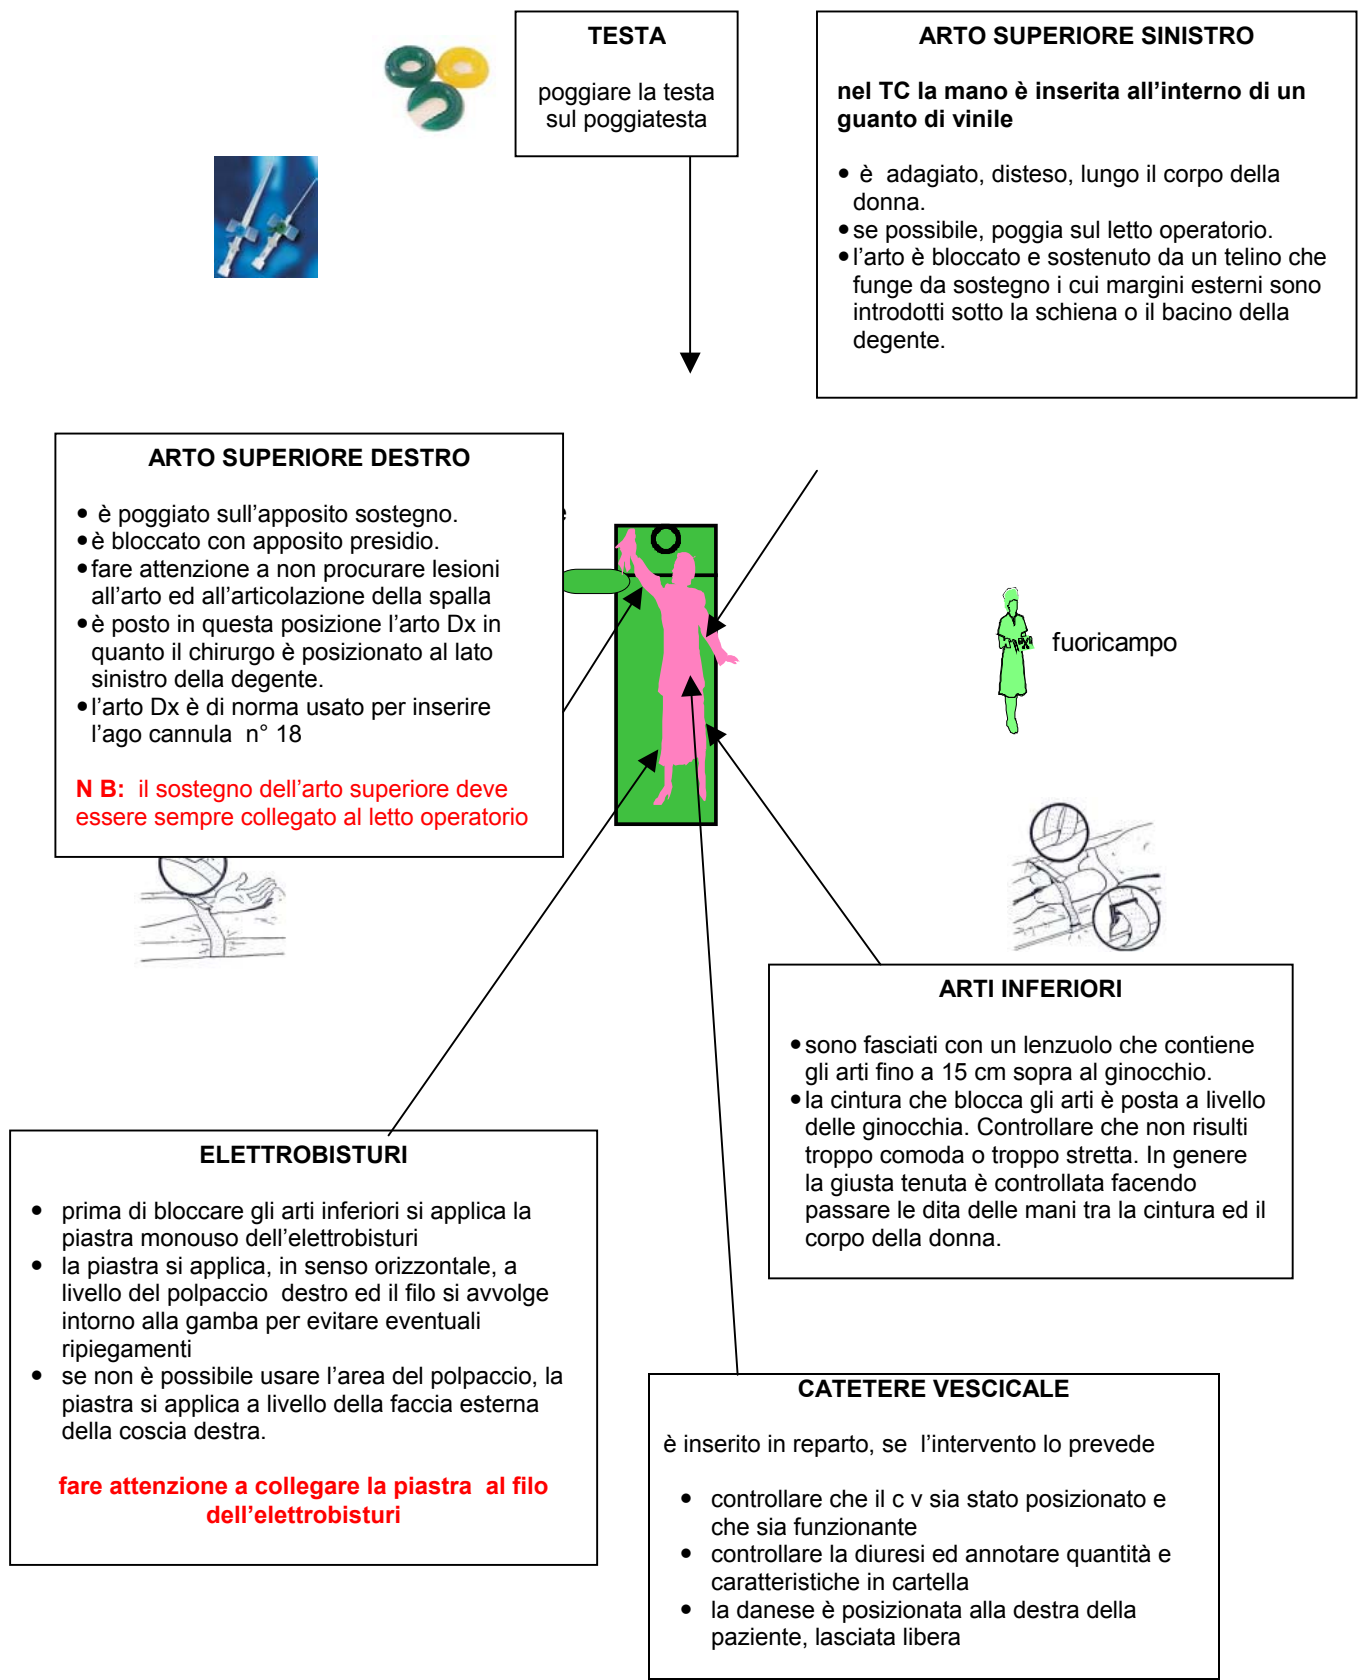 TESTA
poggiare la testa
sul poggiatesta
ARTO SUPERIORE SINISTRO
nel TC la mano è inserita all’interno di un
guanto di vinile
• è adagiato, disteso, lungo il corpo della
donna.
• se possibile, poggia sul letto operatorio.
• l’arto è bloccato e sostenuto da un telino che
funge da sostegno i cui margini esterni sono
introdotti sotto la schiena o il bacino della
degente.
ARTO SUPERIORE DESTRO
• è poggiato sull’apposito sostegno.
• è bloccato con apposito presidio.
• fare attenzione a non procurare lesioni
all’arto ed all’articolazione della spalla
• è posto in questa posizione l’arto Dx in
quanto il chirurgo è posizionato al lato
sinistro della degente.
• l’arto Dx è di norma usato per inserire
l’ago cannula n° 18
N B: il sostegno dell’arto superiore deve
essere sempre collegato al letto operatorio
fuoricampo
ARTI INFERIORI
• sono fasciati con un lenzuolo che contiene
gli arti fino a 15 cm sopra al ginocchio.
• la cintura che blocca gli arti è posta a livello
delle ginocchia. Controllare che non risulti
troppo comoda o troppo stretta. In genere
la giusta tenuta è controllata facendo
passare le dita delle mani tra la cintura ed il
corpo della donna.
ELETTROBISTURI
• prima di bloccare gli arti inferiori si applica la
piastra monouso dell’elettrobisturi
• la piastra si applica, in senso orizzontale, a
livello del polpaccio destro ed il filo si avvolge
intorno alla gamba per evitare eventuali
ripiegamenti
• se non è possibile usare l’area del polpaccio, la
piastra si applica a livello della faccia esterna
della coscia destra.
fare attenzione a collegare la piastra al filo
dell’elettrobisturi
CATETERE VESCICALE
è inserito in reparto, se l’intervento lo prevede
• controllare che il c v sia stato posizionato e
che sia funzionante
• controllare la diuresi ed annotare quantità e
caratteristiche in cartella
• la danese è posizionata alla destra della
paziente, lasciata libera